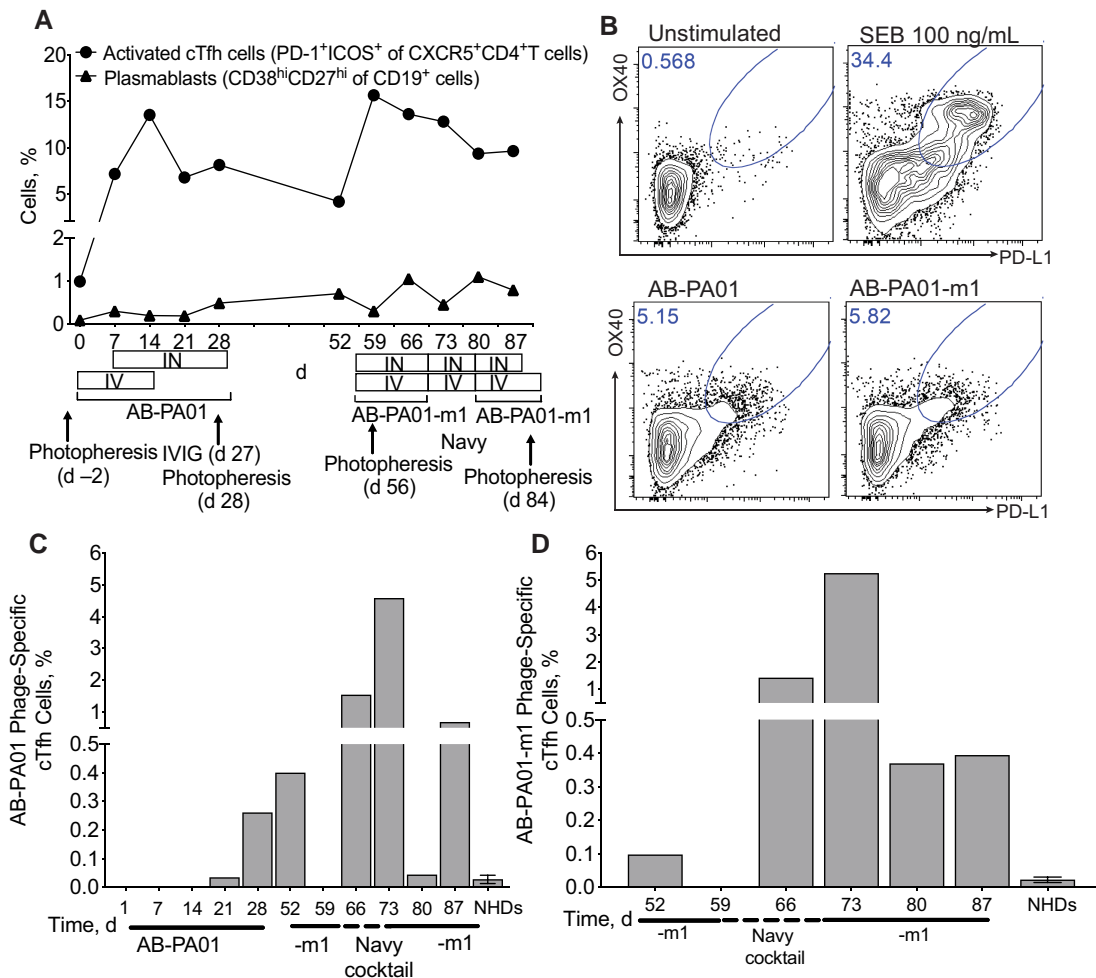 A
20
15
10
5
2
1
0
Cells, %
Activated cTfh cells (PD-1⁺ICOS⁺ of CXCR5⁺CD4⁺T cells)
Plasmablasts (CD38ʰⁱCD27ʰⁱ of CD19⁺ cells)
0 7 14 21 28 52 59 66 73 80 87
d
IN IN IN IN
IV IV IV IV
AB-PA01 AB-PA01-m1 AB-PA01-m1
Navy
Photopheresis
(d –2)
IVIG (d 27)
Photopheresis
(d 28)
Photopheresis
(d 56)
Photopheresis
(d 84)
B
Unstimulated
0.568
SEB 100 ng/mL
34.4
OX40
PD-L1
AB-PA01
5.15
AB-PA01-m1
5.82
OX40
PD-L1
C
AB-PA01 Phage-Specific
cTfh Cells, %
6
5
4
3
2
1
0.5
0.4
0.3
0.2
0.1
0.0
1 7 14 21 28 52 59 66 73 80 87 NHDs
Time, d
AB-PA01 -m1 Navy -m1
cocktail
D
AB-PA01-m1 Phage-Specific
cTfh Cells, %
6
5
4
3
2
1
0.5
0.4
0.3
0.2
0.1
0.0
52 59 66 73 80 87 NHDs
Time, d
-m1 Navy -m1
cocktail